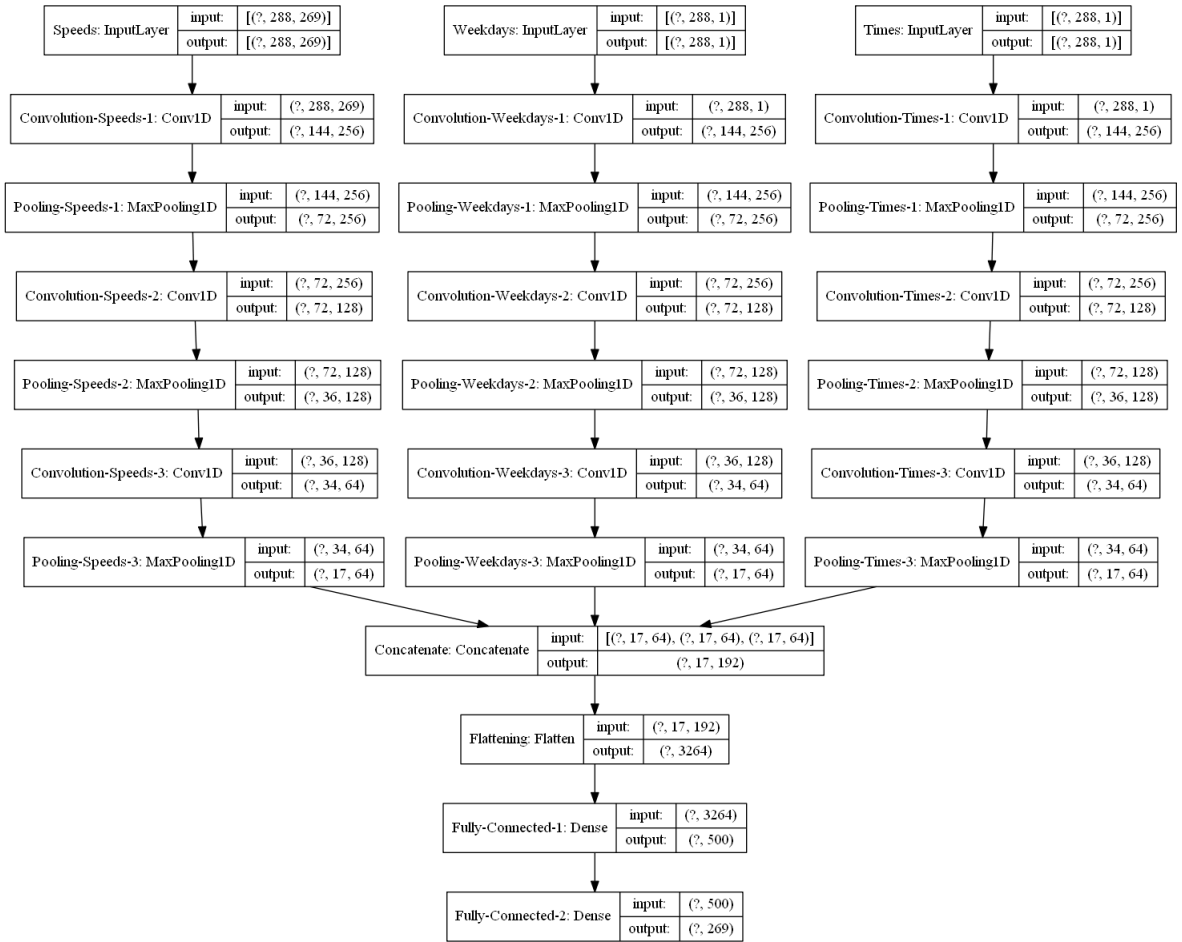 Speeds: InputLayer
input: [(?, 288, 269)]
output: [(?, 288, 269)]
Weekdays: InputLayer
input: [(?, 288, 1)]
output: [(?, 288, 1)]
Times: InputLayer
input: [(?, 288, 1)]
output: [(?, 288, 1)]
Convolution-Speeds-1: Conv1D
input: (?, 288, 269)
output: (?, 144, 256)
Convolution-Weekdays-1: Conv1D
input: (?, 288, 1)
output: (?, 144, 256)
Convolution-Times-1: Conv1D
input: (?, 288, 1)
output: (?, 144, 256)
Pooling-Speeds-1: MaxPooling1D
input: (?, 144, 256)
output: (?, 72, 256)
Pooling-Weekdays-1: MaxPooling1D
input: (?, 144, 256)
output: (?, 72, 256)
Pooling-Times-1: MaxPooling1D
input: (?, 144, 256)
output: (?, 72, 256)
Convolution-Speeds-2: Conv1D
input: (?, 72, 256)
output: (?, 72, 128)
Convolution-Weekdays-2: Conv1D
input: (?, 72, 256)
output: (?, 72, 128)
Convolution-Times-2: Conv1D
input: (?, 72, 256)
output: (?, 72, 128)
Pooling-Speeds-2: MaxPooling1D
input: (?, 72, 128)
output: (?, 36, 128)
Pooling-Weekdays-2: MaxPooling1D
input: (?, 72, 128)
output: (?, 36, 128)
Pooling-Times-2: MaxPooling1D
input: (?, 72, 128)
output: (?, 36, 128)
Convolution-Speeds-3: Conv1D
input: (?, 36, 128)
output: (?, 34, 64)
Convolution-Weekdays-3: Conv1D
input: (?, 36, 128)
output: (?, 34, 64)
Convolution-Times-3: Conv1D
input: (?, 36, 128)
output: (?, 34, 64)
Pooling-Speeds-3: MaxPooling1D
input: (?, 34, 64)
output: (?, 17, 64)
Pooling-Weekdays-3: MaxPooling1D
input: (?, 34, 64)
output: (?, 17, 64)
Pooling-Times-3: MaxPooling1D
input: (?, 34, 64)
output: (?, 17, 64)
Concatenate: Concatenate
input: [(?, 17, 64), (?, 17, 64), (?, 17, 64)]
output: (?, 17, 192)
Flattening: Flatten
input: (?, 17, 192)
output: (?, 3264)
Fully-Connected-1: Dense
input: (?, 3264)
output: (?, 500)
Fully-Connected-2: Dense
input: (?, 500)
output: (?, 269)